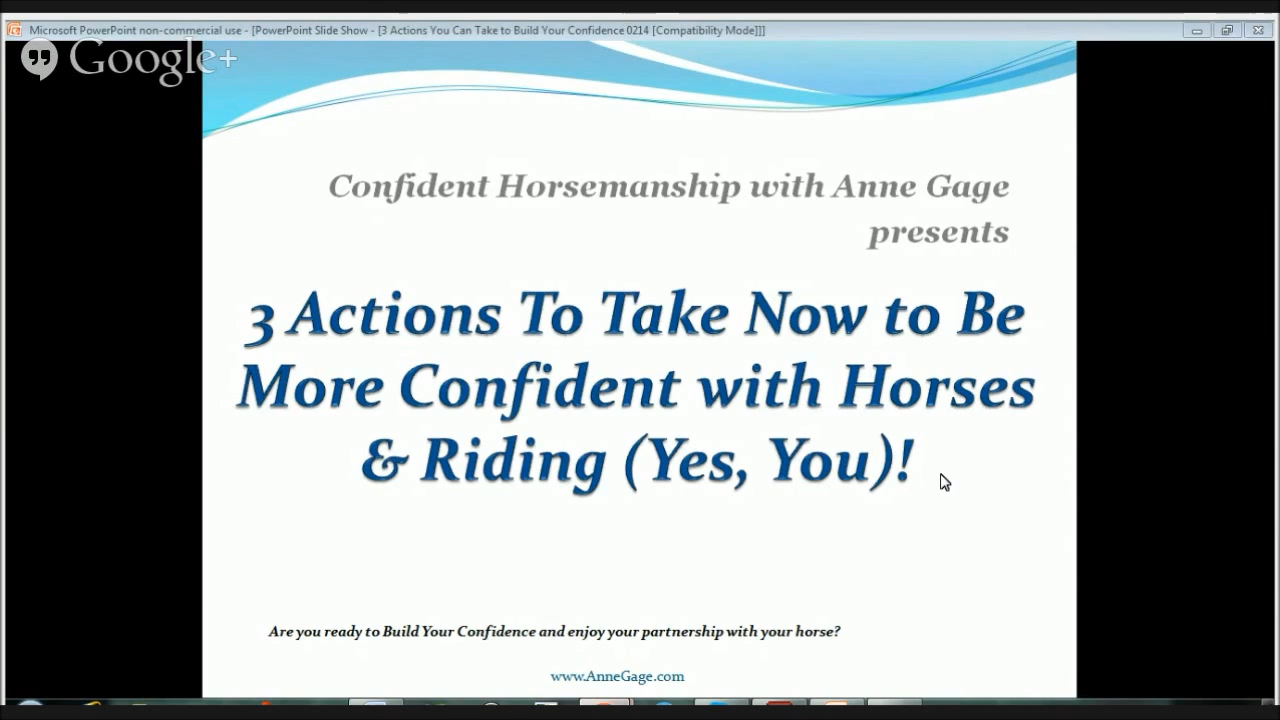 Microsoft PowerPoint non-commercial use - [PowerPoint Slide Show - [3 Actions You Can Take to Build Your Confidence 0214 [Compatibility Mode]]]
Google+
Confident Horsemanship with Anne Gage
presents
3 Actions To Take Now to Be
More Confident with Horses
& Riding (Yes, You)!
Are you ready to Build Your Confidence and enjoy your partnership with your horse?
www.AnneGage.com